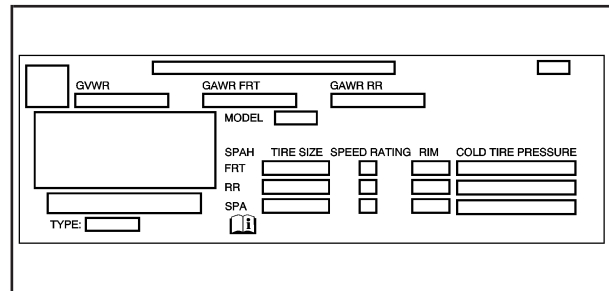 GVWR GAWR FRT GAWR RR
MODEL
SPAH TIRE SIZE SPEED RATING RIM COLD TIRE PRESSURE
FRT
RR
SPA
TYPE:
i